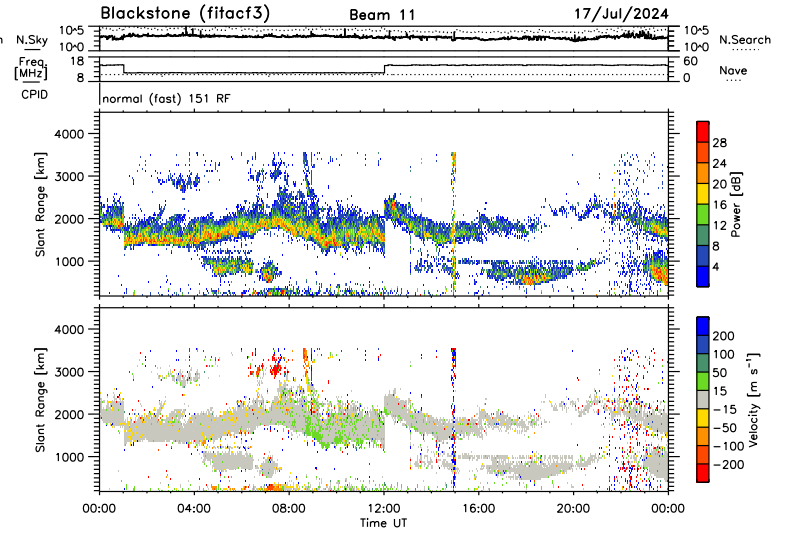 Blackstone (fitacf3) Beam 11 17/Jul/2024
n N.Sky 10^5 10^0 10^5 10^0 N.Search
Freq. [MHz] 18 8 60 0 Nave
CPID normal (fast) 151 RF
Slant Range [km] 4000 3000 2000 1000
Power [dB] 28 24 20 16 12 8 4
Slant Range [km] 4000 3000 2000 1000
Velocity [m s⁻¹] 200 100 50 15 −15 −50 −100 −200
00:00 04:00 08:00 12:00 16:00 20:00 00:00
Time UT